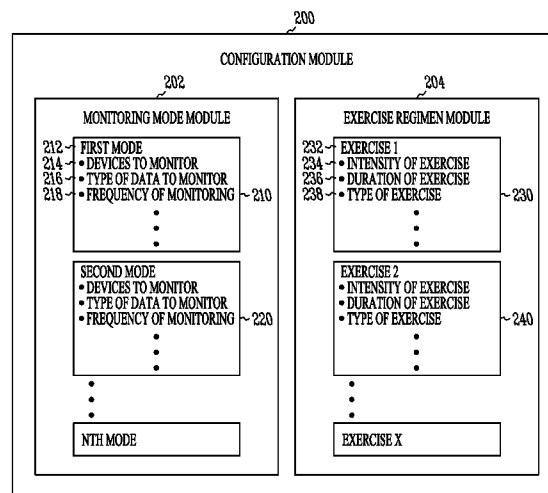 200
CONFIGURATION MODULE
202
MONITORING MODE MODULE
212 FIRST MODE
214 • DEVICES TO MONITOR
216 • TYPE OF DATA TO MONITOR
218 • FREQUENCY OF MONITORING 210
SECOND MODE
• DEVICES TO MONITOR
• TYPE OF DATA TO MONITOR
• FREQUENCY OF MONITORING 220
NTH MODE
204
EXERCISE REGIMEN MODULE
232 EXERCISE 1
234 • INTENSITY OF EXERCISE
236 • DURATION OF EXERCISE
238 • TYPE OF EXERCISE 230
EXERCISE 2
• INTENSITY OF EXERCISE
• DURATION OF EXERCISE
• TYPE OF EXERCISE 240
EXERCISE X